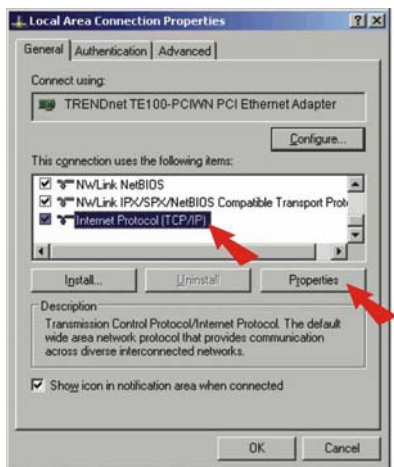 Local Area Connection Properties
General Authentication Advanced
Connect using:
TRENDnet TE100-PCIWN PCI Ethernet Adapter
Configure...
This connection uses the following items:
NWLink NetBIOS
NWLink IPX/SPX/NetBIOS Compatible Transport Proto
Internet Protocol (TCP/IP)
Install... Uninstall Properties
Description
Transmission Control Protocol/Internet Protocol. The default
wide area network protocol that provides communication
across diverse interconnected networks.
Show icon in notification area when connected
OK Cancel